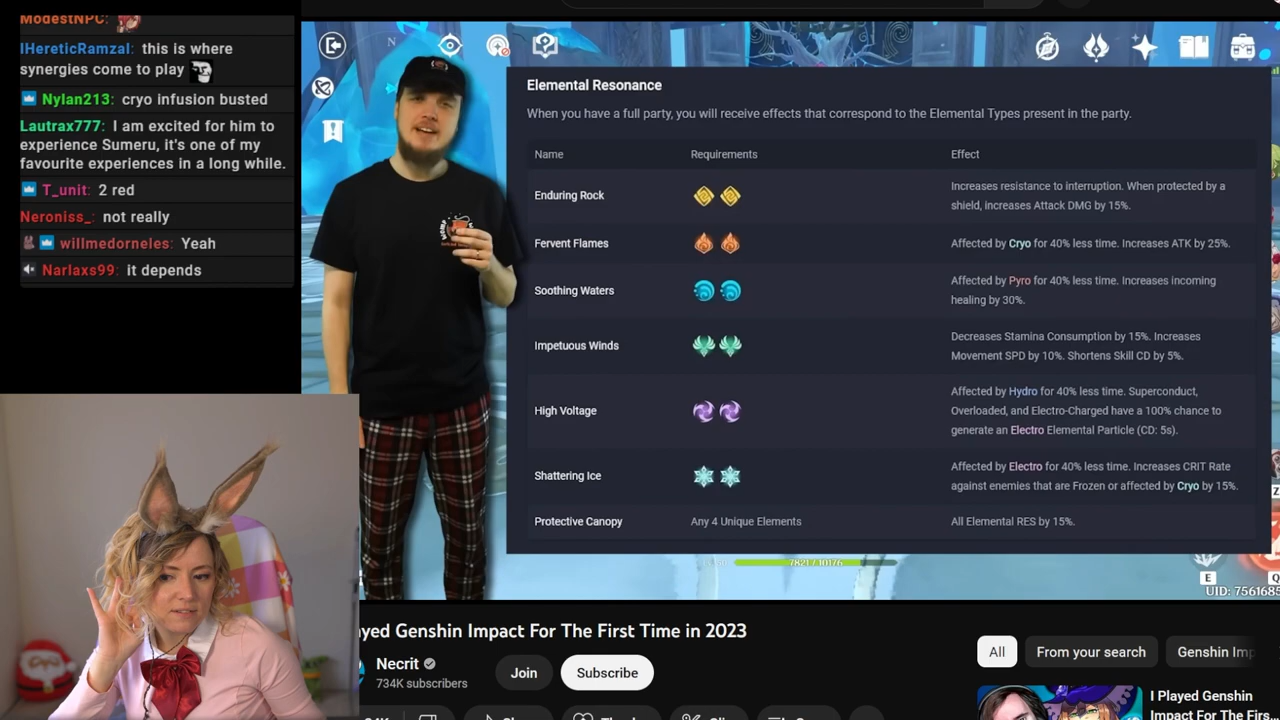 ModestNPC:
IHereticRamzal: this is where
synergies come to play
Nylan213: cryo infusion busted
Lautrax777: I am excited for him to
experience Sumeru, it's one of my
favourite experiences in a long while.
T_unit: 2 red
Neroniss_: not really
willmedorneles: Yeah
Narlaxs99: it depends
N
Elemental Resonance
When you have a full party, you will receive effects that correspond to the Elemental Types present in the party.
Name Requirements Effect
Enduring Rock Increases resistance to interruption. When protected by a
shield, increases Attack DMG by 15%.
Fervent Flames Affected by Cryo for 40% less time. Increases ATK by 25%.
Soothing Waters Affected by Pyro for 40% less time. Increases incoming
healing by 30%.
Impetuous Winds Decreases Stamina Consumption by 15%. Increases
Movement SPD by 10%. Shortens Skill CD by 5%.
High Voltage Affected by Hydro for 40% less time. Superconduct,
Overloaded, and Electro-Charged have a 100% chance to
generate an Electro Elemental Particle (CD: 5s).
Shattering Ice Affected by Electro for 40% less time. Increases CRIT Rate
against enemies that are Frozen or affected by Cryo by 15%.
Protective Canopy Any 4 Unique Elements All Elemental RES by 15%.
7821/10176
E Q
UID: 7561685
ayed Genshin Impact For The First Time in 2023
Necrit
734K subscribers
Join
Subscribe
All From your search Genshin Imp
I Played Genshin
Impact For The First